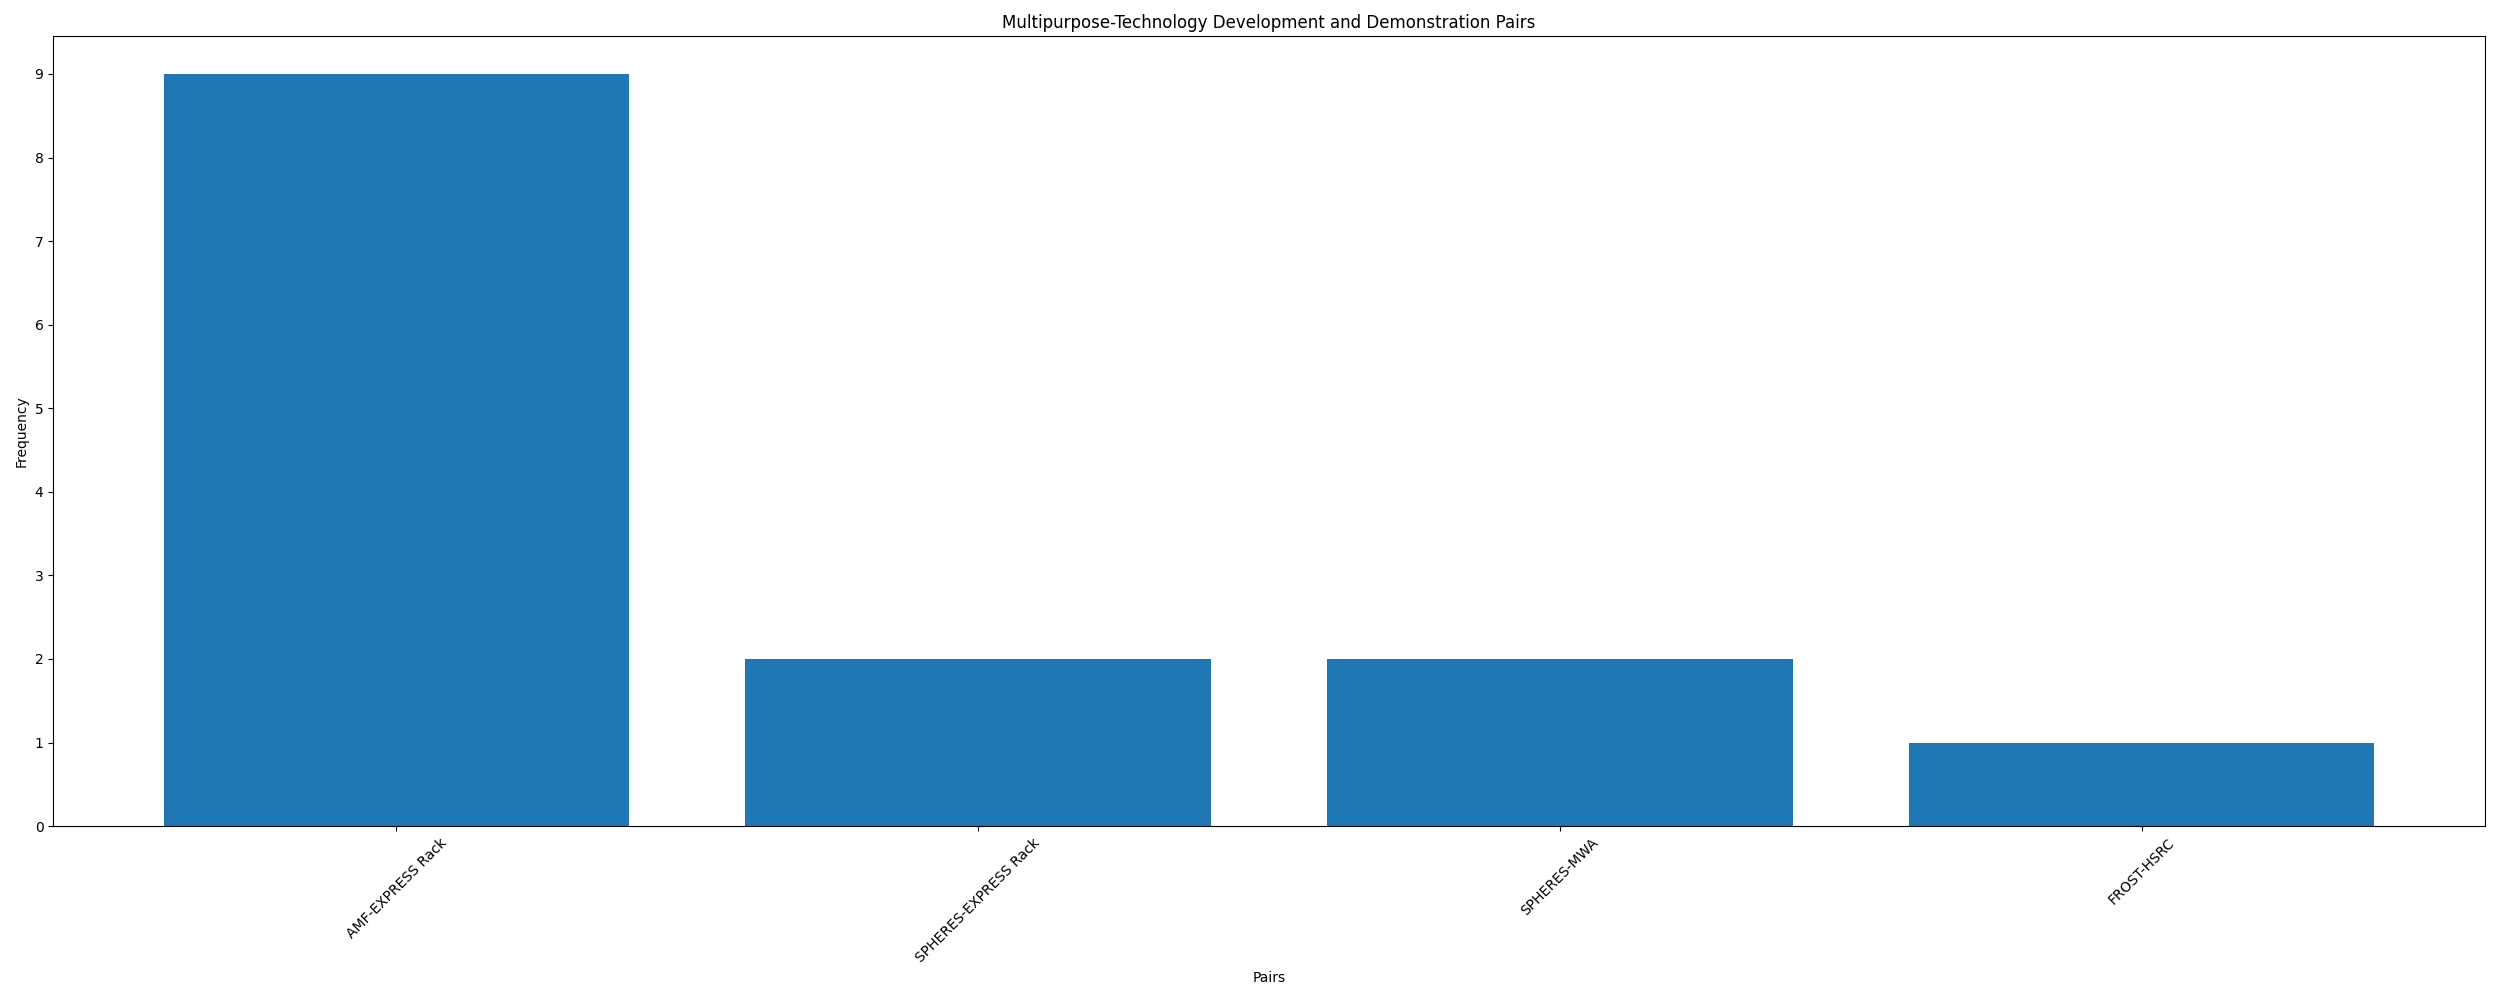 Multipurpose-Technology Development and Demonstration Pairs
Frequency
9
8
7
6
5
4
3
2
1
0
AMF-EXPRESS Rack
SPHERES-EXPRESS Rack
SPHERES-MWA
FROST-HSRC
Pairs